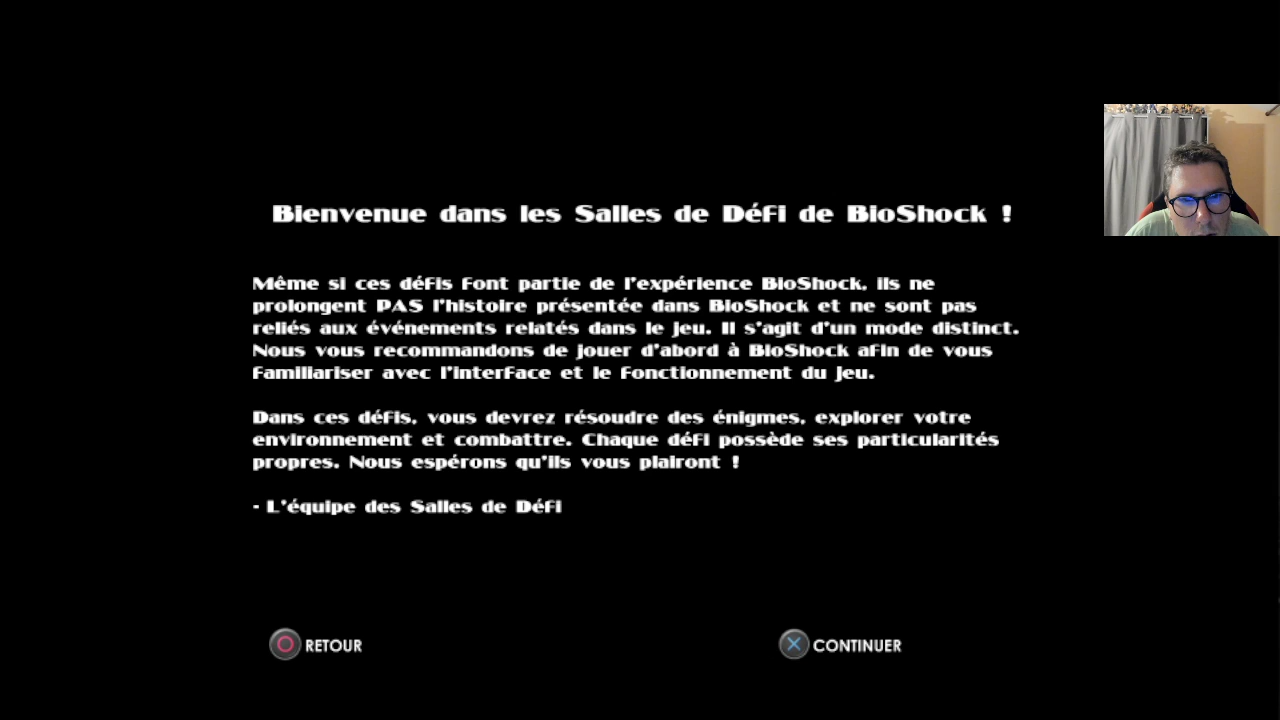 Bienvenue dans les Salles de Défi de BioShock !
Même si ces défis font partie de l'expérience BioShock, ils ne
prolongent PAS l'histoire présentée dans BioShock et ne sont pas
reliés aux événements relatés dans le jeu. Il s'agit d'un mode distinct.
Nous vous recommandons de jouer d'abord à BioShock afin de vous
familiariser avec l'interface et le fonctionnement du jeu.
Dans ces défis, vous devrez résoudre des énigmes, explorer votre
environnement et combattre. Chaque défi possède ses particularités
propres. Nous espérons qu'ils vous plairont !
- L'équipe des Salles de Défi
RETOUR
CONTINUER